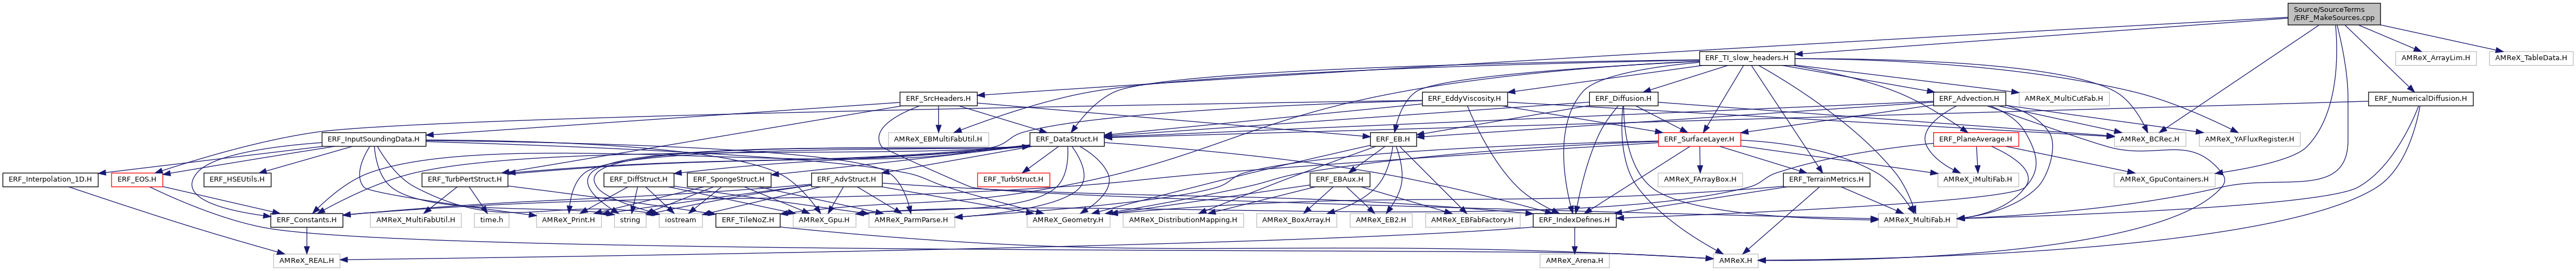 Source/SourceTerms
/ERF_MakeSources.cpp
ERF_TI_slow_headers.H
AMReX_ArrayLim.H
AMReX_TableData.H
ERF_SrcHeaders.H
ERF_EddyViscosity.H
ERF_Diffusion.H
ERF_Advection.H
AMReX_MultiCutFab.H
ERF_NumericalDiffusion.H
ERF_InputSoundingData.H
AMReX_EBMultiFabUtil.H
ERF_DataStruct.H
ERF_EB.H
ERF_SurfaceLayer.H
ERF_PlaneAverage.H
AMReX_BCRec.H
AMReX_YAFluxRegister.H
ERF_Interpolation_1D.H
ERF_EOS.H
ERF_HSEUtils.H
ERF_TurbPertStruct.H
ERF_DiffStruct.H
ERF_SpongeStruct.H
ERF_AdvStruct.H
ERF_TurbStruct.H
ERF_EBAux.H
AMReX_FArrayBox.H
ERF_TerrainMetrics.H
AMReX_iMultiFab.H
AMReX_GpuContainers.H
ERF_Constants.H
AMReX_MultiFabUtil.H
time.h
AMReX_Print.H
string
iostream
ERF_TileNoZ.H
AMReX_Gpu.H
AMReX_ParmParse.H
AMReX_Geometry.H
AMReX_DistributionMapping.H
AMReX_BoxArray.H
AMReX_EB2.H
AMReX_EBFabFactory.H
ERF_IndexDefines.H
AMReX_MultiFab.H
AMReX_REAL.H
AMReX_Arena.H
AMReX.H